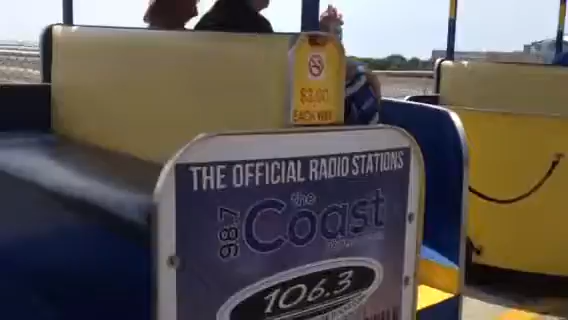 $3.00
EACH WAY
THE OFFICIAL RADIO STATIONS
98.7
the
Coast
106.3